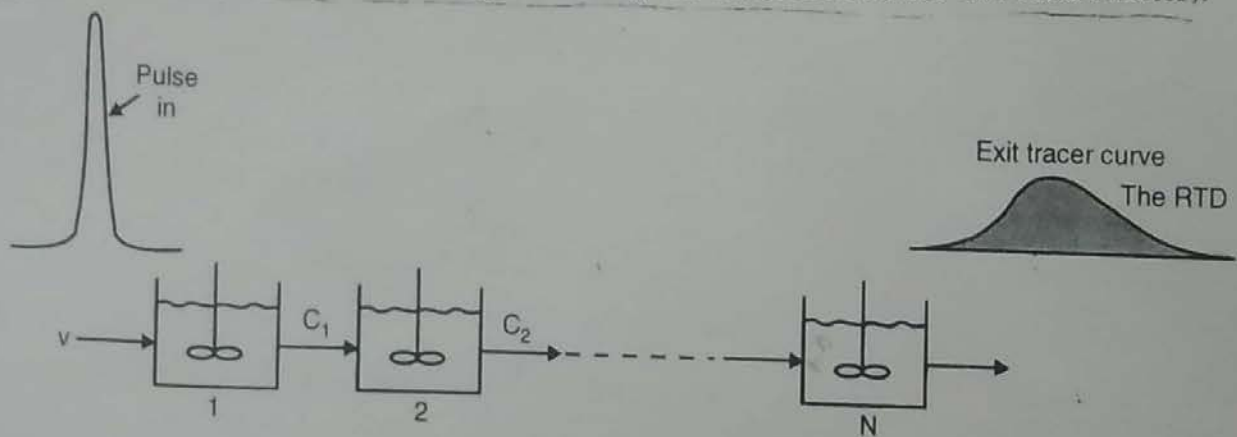 Pulse
in
Exit tracer curve
The RTD
v
C₁
C₂
1
2
N